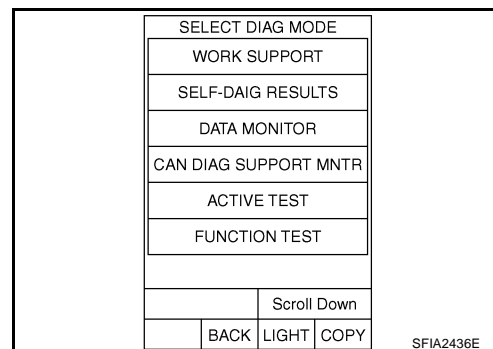 SELECT DIAG MODE
WORK SUPPORT
SELF-DAIG RESULTS
DATA MONITOR
CAN DIAG SUPPORT MNTR
ACTIVE TEST
FUNCTION TEST
Scroll Down
BACK LIGHT COPY
SFIA2436E